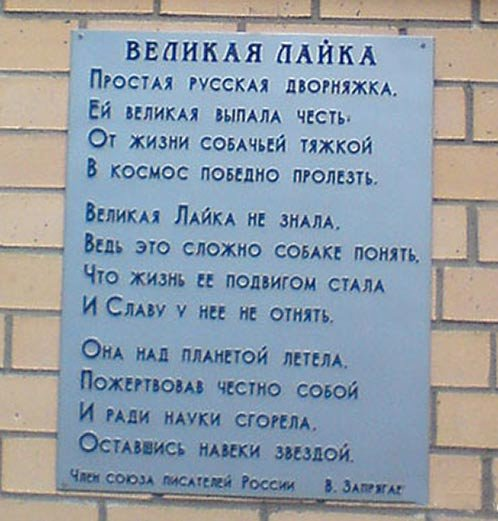 ВЕЛИКАЯ ЛАЙКА
Простая русская дворняжка,
Ей великая выпала честь:
От жизни собачьей тяжкой
В космос победно пролезть.
Великая Лайка не знала,
Ведь это сложно собаке понять,
Что жизнь ее подвигом стала
И Славу у нее не отнять.
Она над планетой летела,
Пожертвовав честно собой
И ради науки сгорела,
Оставшись навеки звездой.
Член союза писателей России В. Запрягае